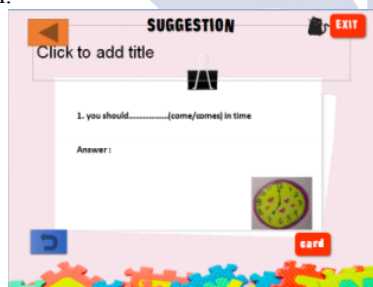 SUGGESTION
EXIT
Click to add title
1. you should..................(come/comes) in time
Answer :
card